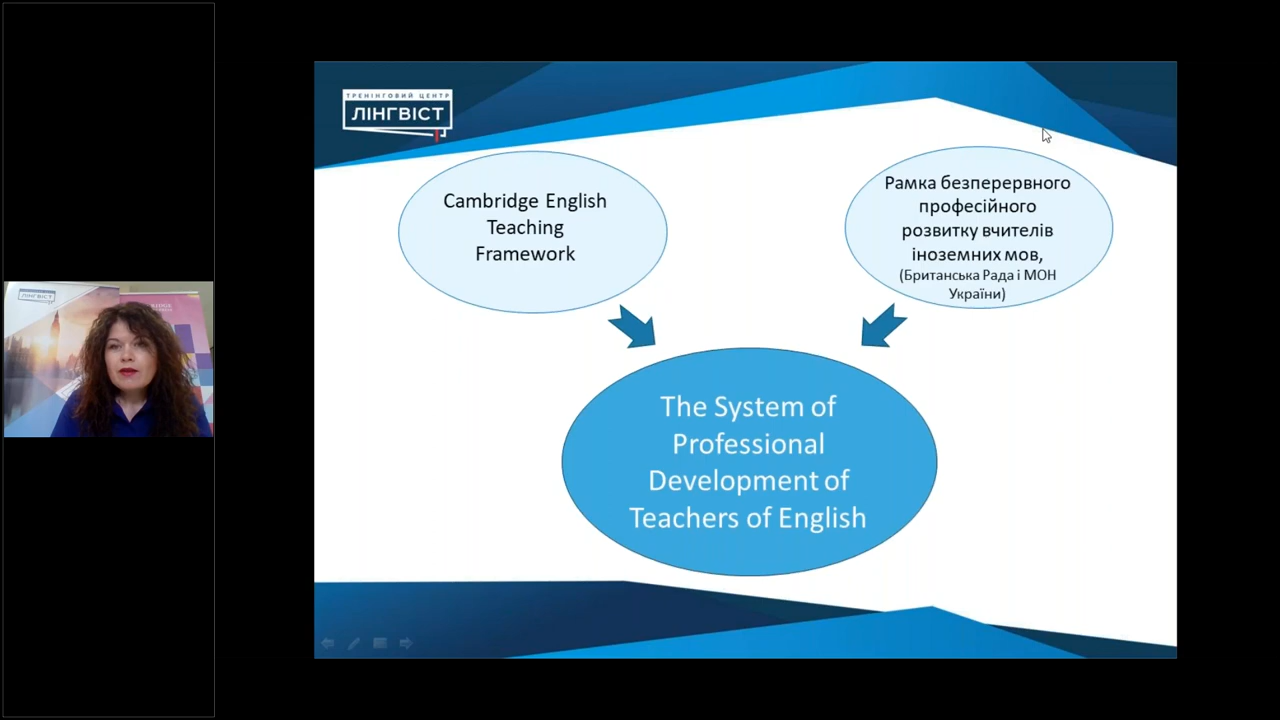 ТРЕНІНГОВИЙ ЦЕНТР
ЛІНГВІСТ
Cambridge English
Teaching
Framework
Рамка безперервного
професійного
розвитку вчителів
іноземних мов,
(Британська Рада і МОН
України)
The System of
Professional
Development of
Teachers of English
ЛІНГВІСТ